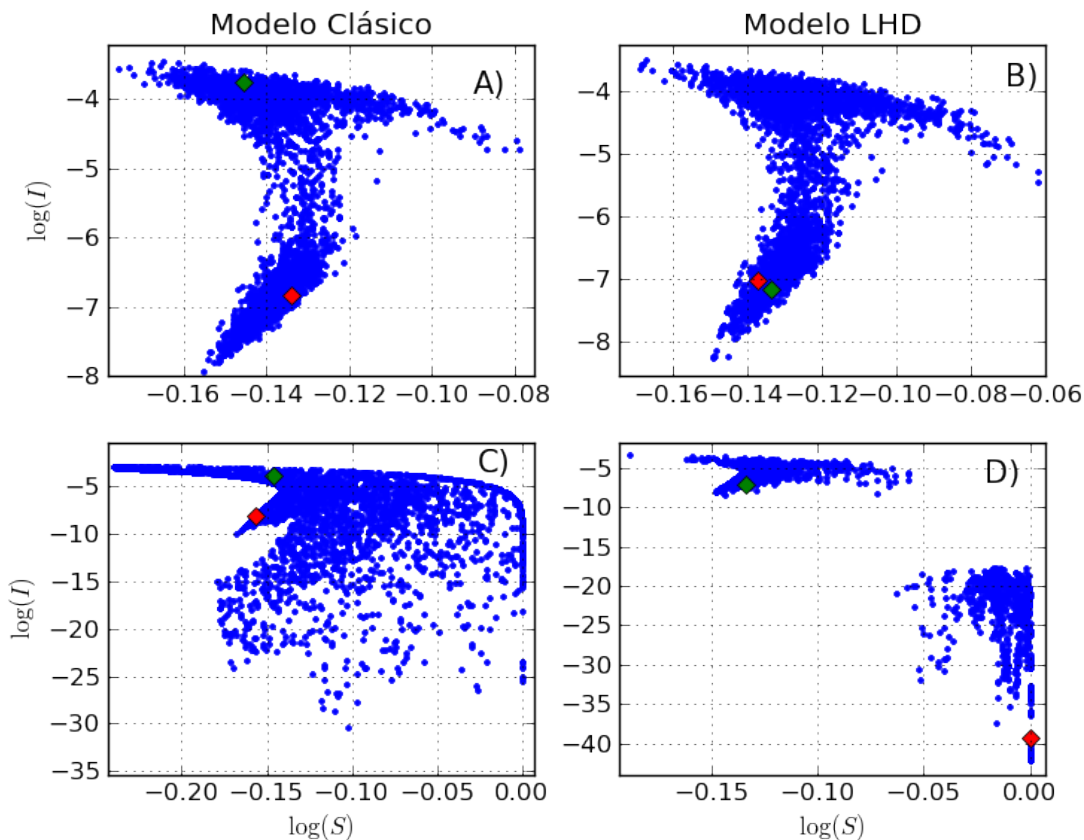 Modelo Clásico
Modelo LHD
log(I)
−4
−5
−6
−7
−8
A)
−0.16 −0.14 −0.12 −0.10 −0.08
−4
−5
−6
−7
−8
B)
−0.16 −0.14 −0.12 −0.10 −0.08 −0.06
log(I)
−5
−10
−15
−20
−25
−30
−35
C)
−0.20 −0.15 −0.10 −0.05 0.00
log(S)
−5
−10
−15
−20
−25
−30
−35
−40
D)
−0.15 −0.10 −0.05 0.00
log(S)